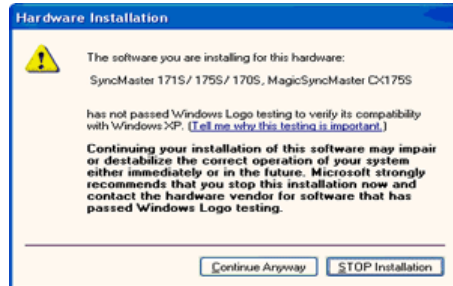 Hardware Installation
The software you are installing for this hardware:
SyncMaster 171S/ 175S/ 170S, MagicSyncMaster CX175S
has not passed Windows Logo testing to verify its compatibility
with Windows XP. (Tell me why this testing is important.)
Continuing your installation of this software may impair
or destabilize the correct operation of your system
either immediately or in the future. Microsoft strongly
recommends that you stop this installation now and
contact the hardware vendor for software that has
passed Windows Logo testing.
Continue Anyway STOP Installation